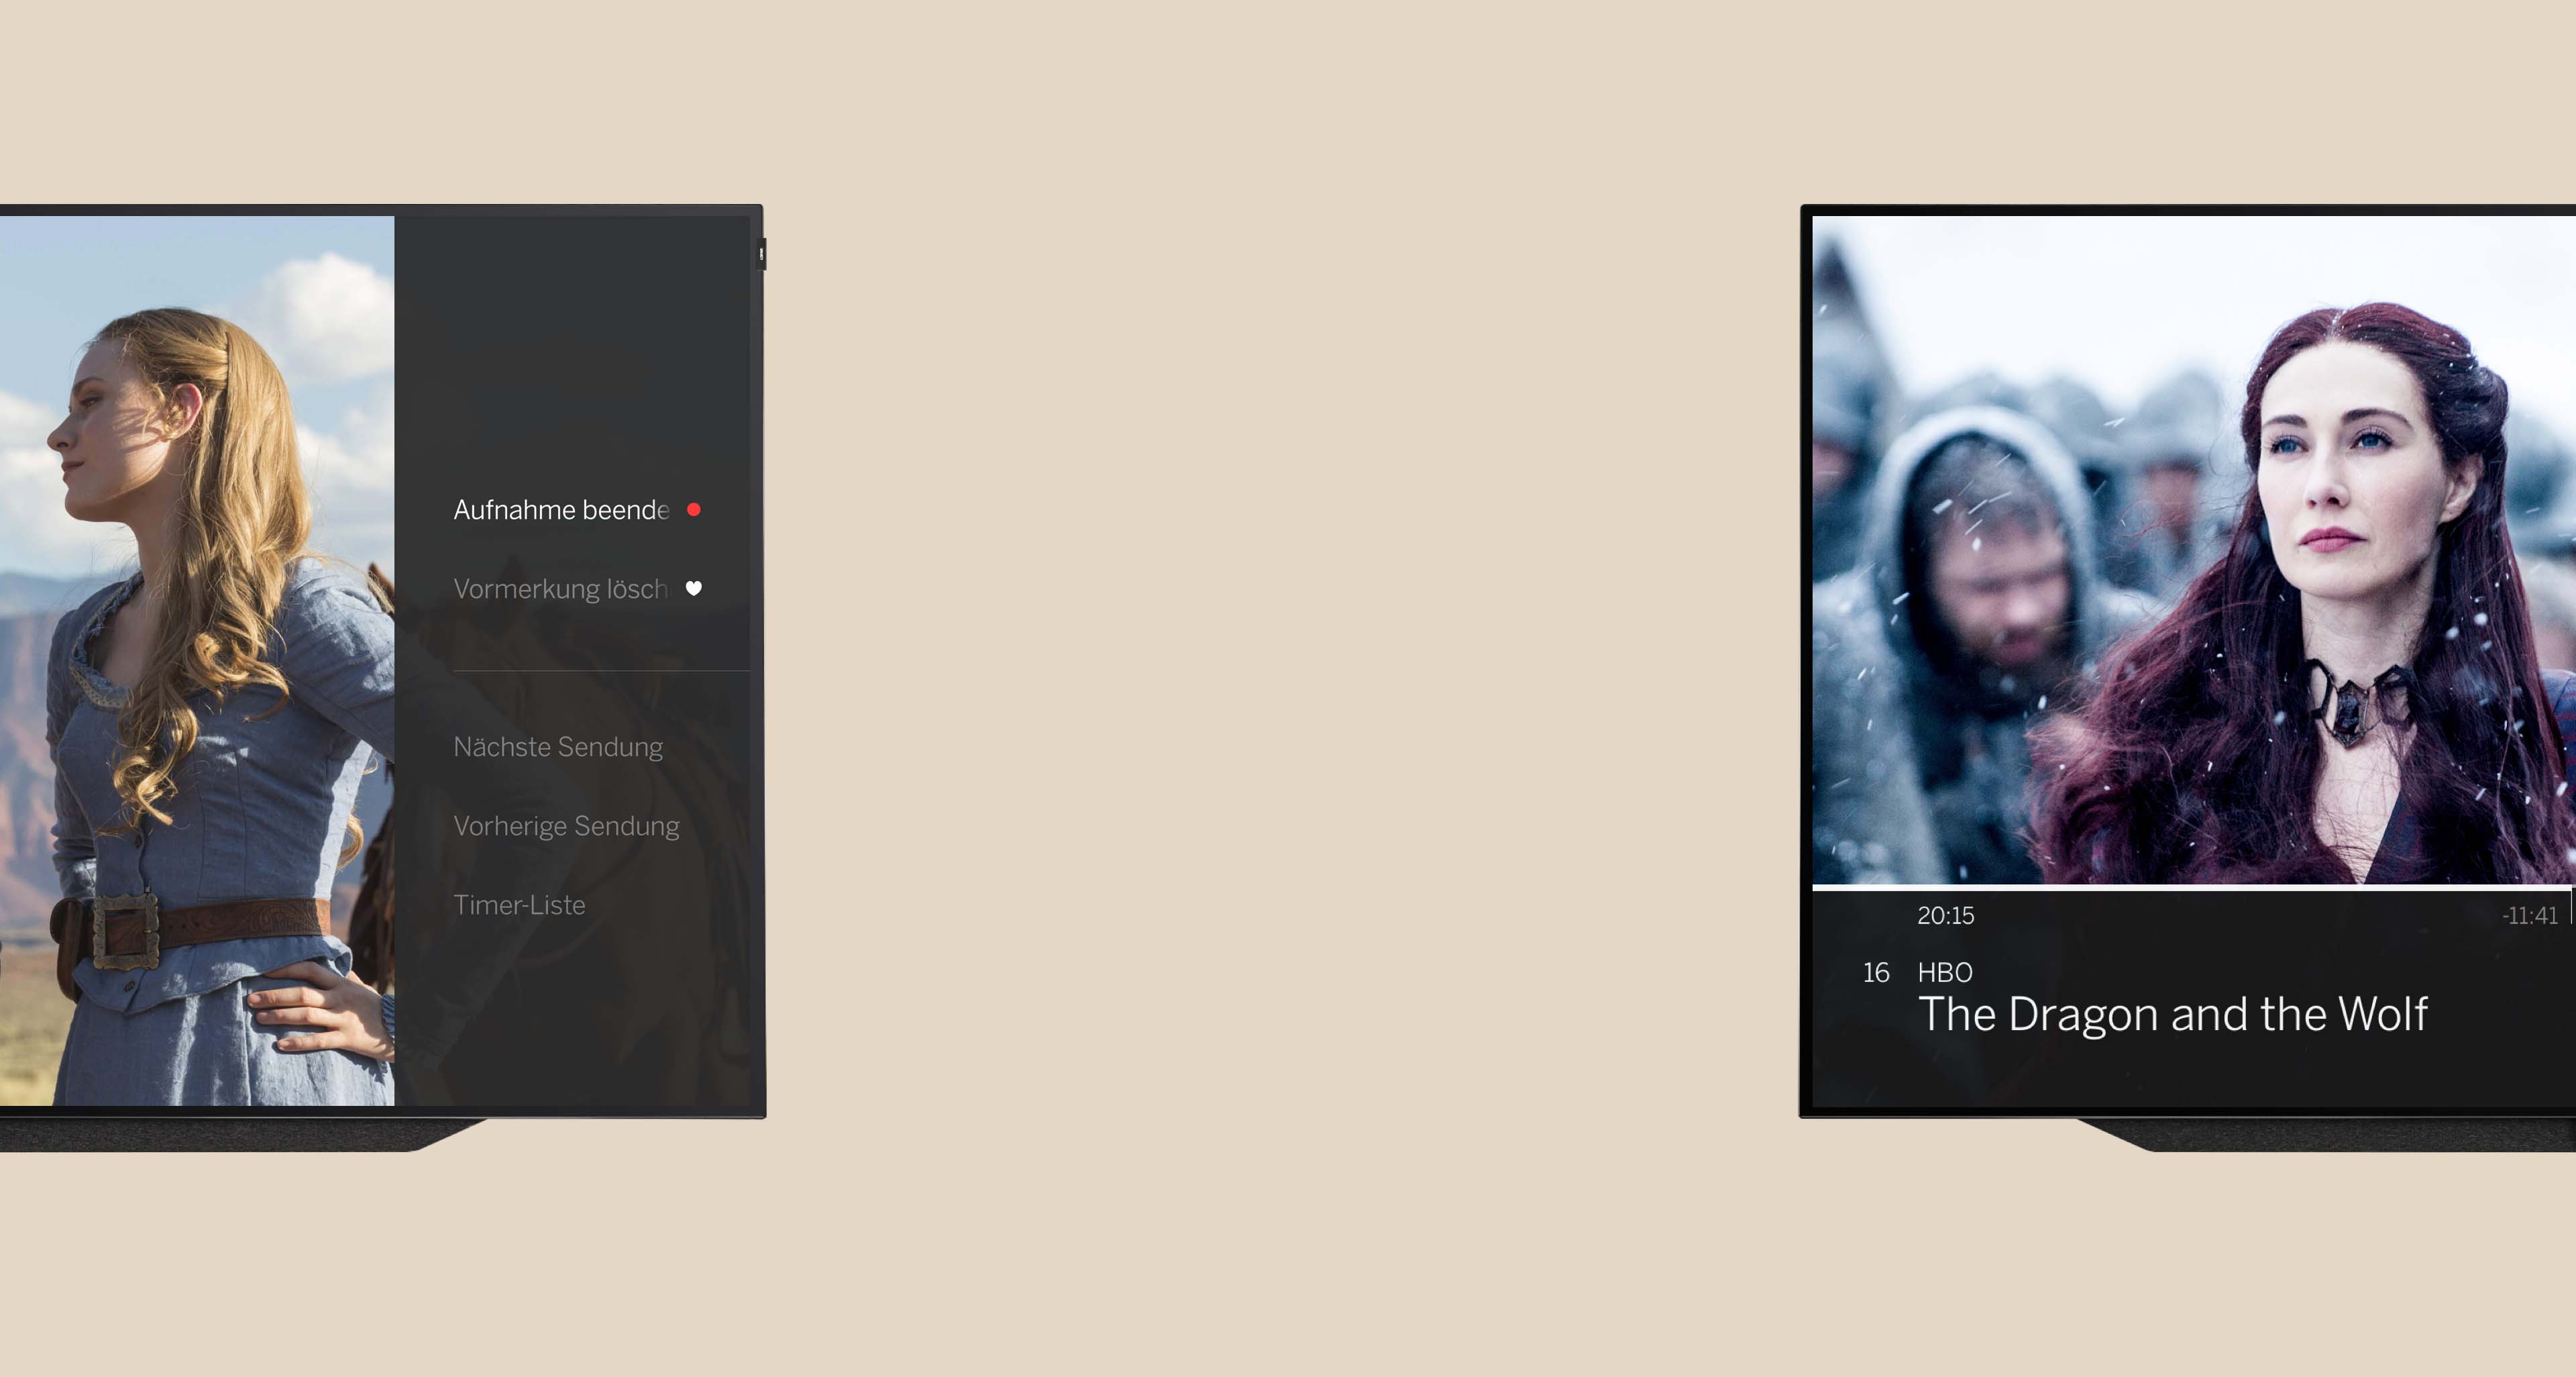 Aufnahme beende
Vormerkung lösch
Nächste Sendung
Vorherige Sendung
Timer-Liste
20:15
-11:41
16 HBO
The Dragon and the Wolf